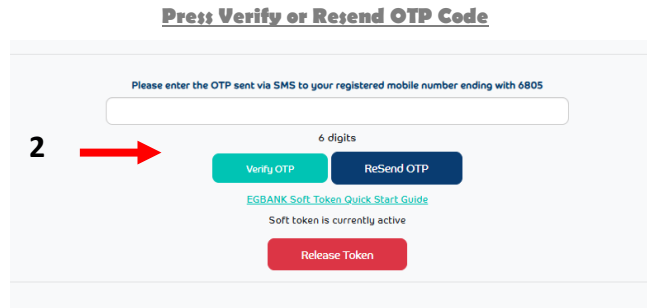 Press Verify or Resend OTP Code
Please enter the OTP sent via SMS to your registered mobile number ending with 6805
6 digits
2
Verify OTP ReSend OTP
EGBANK Soft Token Quick Start Guide
Soft token is currently active
Release Token